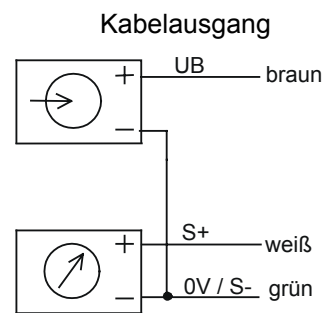 Kabelausgang
+ UB braun
−
+ S+ weiß
− 0V / S- grün